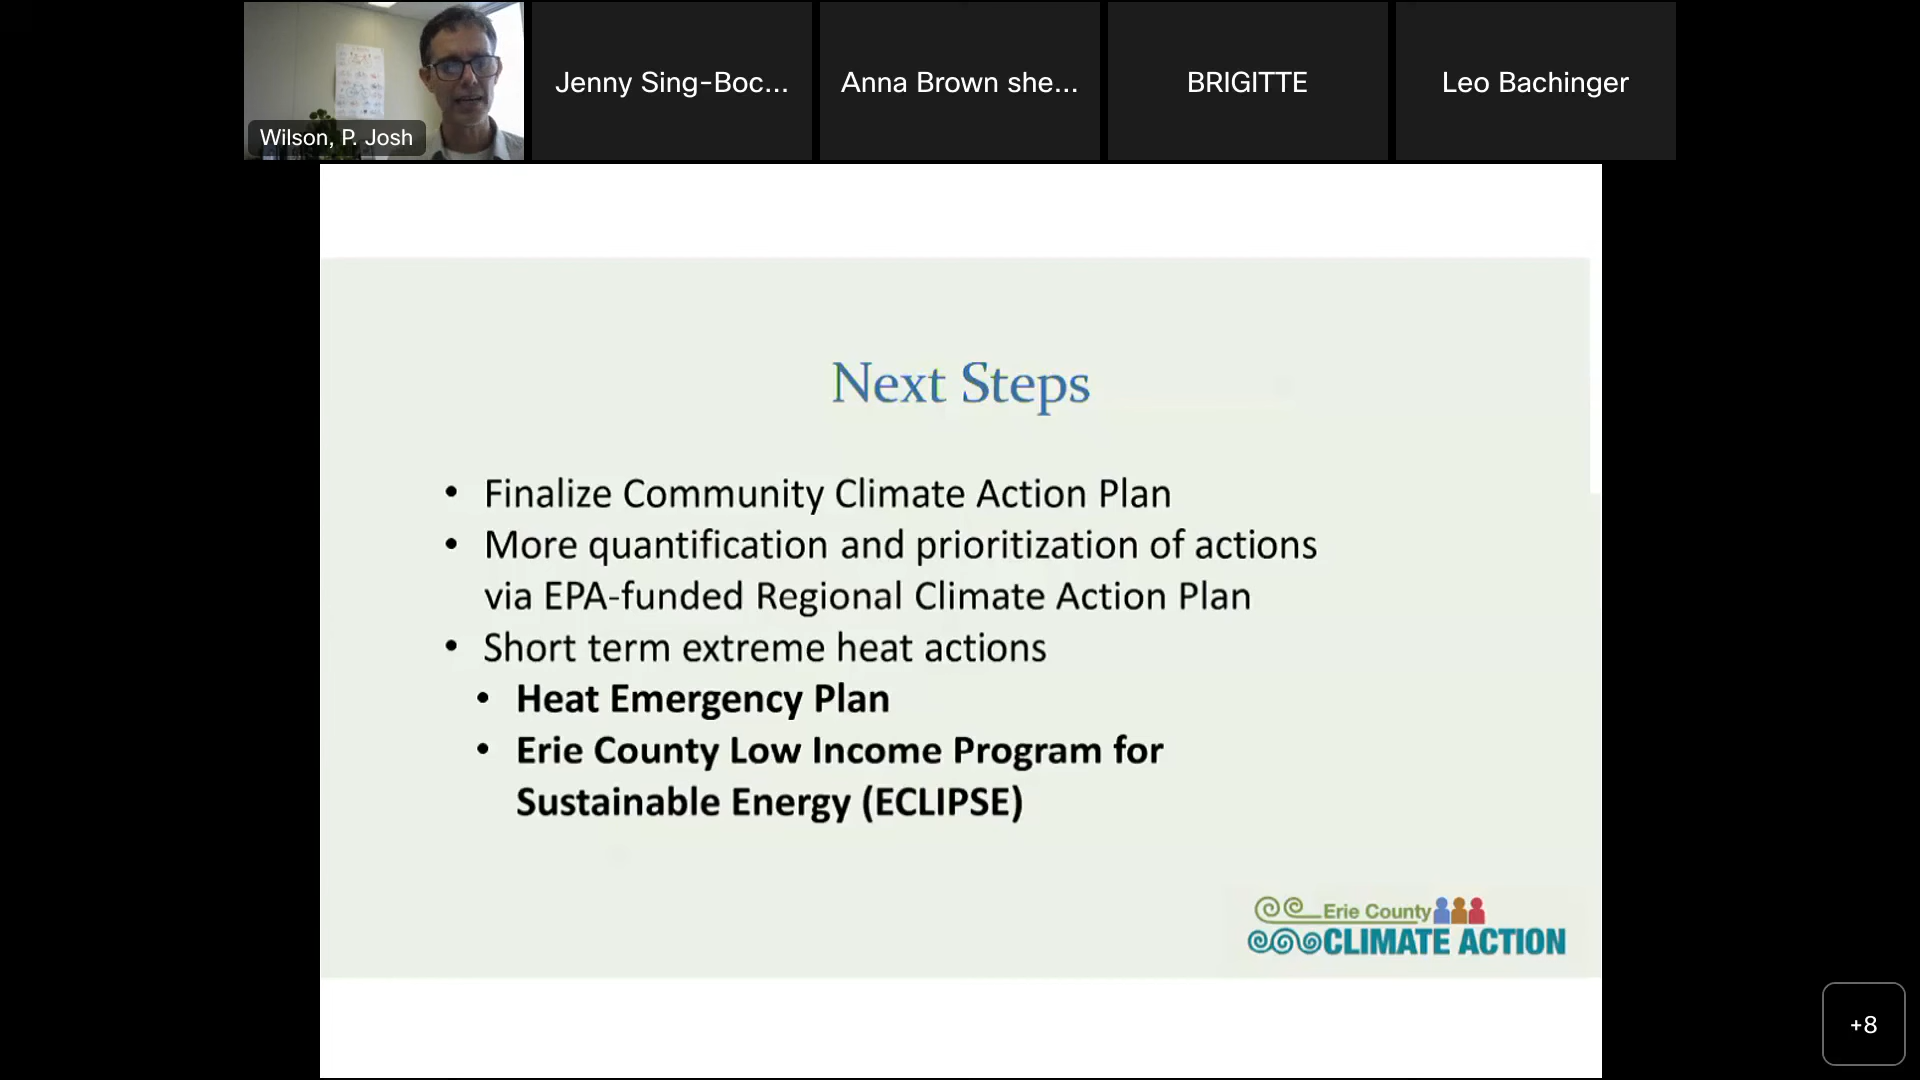 Wilson, P. Josh
Jenny Sing-Boc...
Anna Brown she...
BRIGITTE
Leo Bachinger
Next Steps
• Finalize Community Climate Action Plan
• More quantification and prioritization of actions
via EPA-funded Regional Climate Action Plan
• Short term extreme heat actions
• Heat Emergency Plan
• Erie County Low Income Program for
Sustainable Energy (ECLIPSE)
Erie County
CLIMATE ACTION
+8